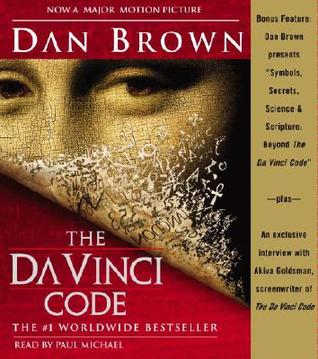 NOW A MAJOR MOTION PICTURE
DAN BROWN
THE
DA VINCI
CODE
THE #1 WORLDWIDE BESTSELLER
READ BY PAUL MICHAEL
Bonus Feature:
Dan Brown
presents
"Symbols,
Secrets,
Science &
Scripture:
Beyond The
Da Vinci Code"
—plus—
An exclusive
interview with
Akiva Goldsman,
screenwriter of
The Da Vinci Code